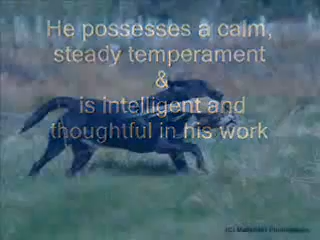 He possesses a calm,
steady temperament
&
is intelligent and
thoughtful in his work